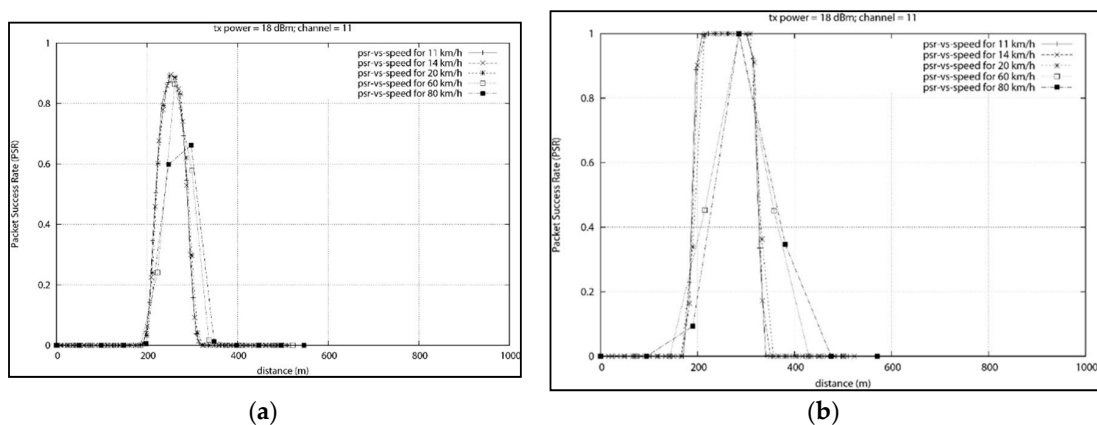 tx power = 18 dBm; channel = 11
psr-vs-speed for 11 km/h
psr-vs-speed for 14 km/h
psr-vs-speed for 20 km/h
psr-vs-speed for 60 km/h
psr-vs-speed for 80 km/h
1
0.8
0.6
0.4
0.2
0
Packet Success Rate (PSR)
0 200 400 600 800 1000
distance (m)
(a)
tx power = 18 dBm; channel = 11
psr-vs-speed for 11 km/h
psr-vs-speed for 14 km/h
psr-vs-speed for 20 km/h
psr-vs-speed for 60 km/h
psr-vs-speed for 80 km/h
1
0.8
0.6
0.4
0.2
0
Packet Success Rate (PSR)
0 200 400 600 800 1000
distance (m)
(b)